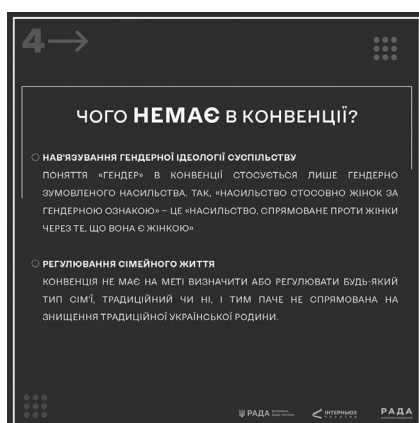 4→
ЧОГО НЕМАЄ В КОНВЕНЦІЇ?
НАВ'ЯЗУВАННЯ ГЕНДЕРНОЇ ІДЕОЛОГІЇ СУСПІЛЬСТВУ
ПОНЯТТЯ «ГЕНДЕР» В КОНВЕНЦІЇ СТОСУЄТЬСЯ ЛИШЕ ГЕНДЕРНО
ЗУМОВЛЕНОГО НАСИЛЬСТВА. ТАК, «НАСИЛЬСТВО СТОСОВНО ЖІНОК ЗА
ГЕНДЕРНОЮ ОЗНАКОЮ» – ЦЕ «НАСИЛЬСТВО, СПРЯМОВАНЕ ПРОТИ ЖІНКИ
ЧЕРЕЗ ТЕ, ЩО ВОНА Є ЖІНКОЮ»
РЕГУЛЮВАННЯ СІМЕЙНОГО ЖИТТЯ
КОНВЕНЦІЯ НЕ МАЄ НА МЕТІ ВИЗНАЧИТИ АБО РЕГУЛЮВАТИ БУДЬ-ЯКИЙ
ТИП СІМ'Ї, ТРАДИЦІЙНИЙ ЧИ НІ, І ТИМ ПАЧЕ НЕ СПРЯМОВАНА НА
ЗНИЩЕННЯ ТРАДИЦІЙНОЇ УКРАЇНСЬКОЇ РОДИНИ.
РАДА
ІНТЕРНЬЮЗ
УКРАЇНА
РАДА